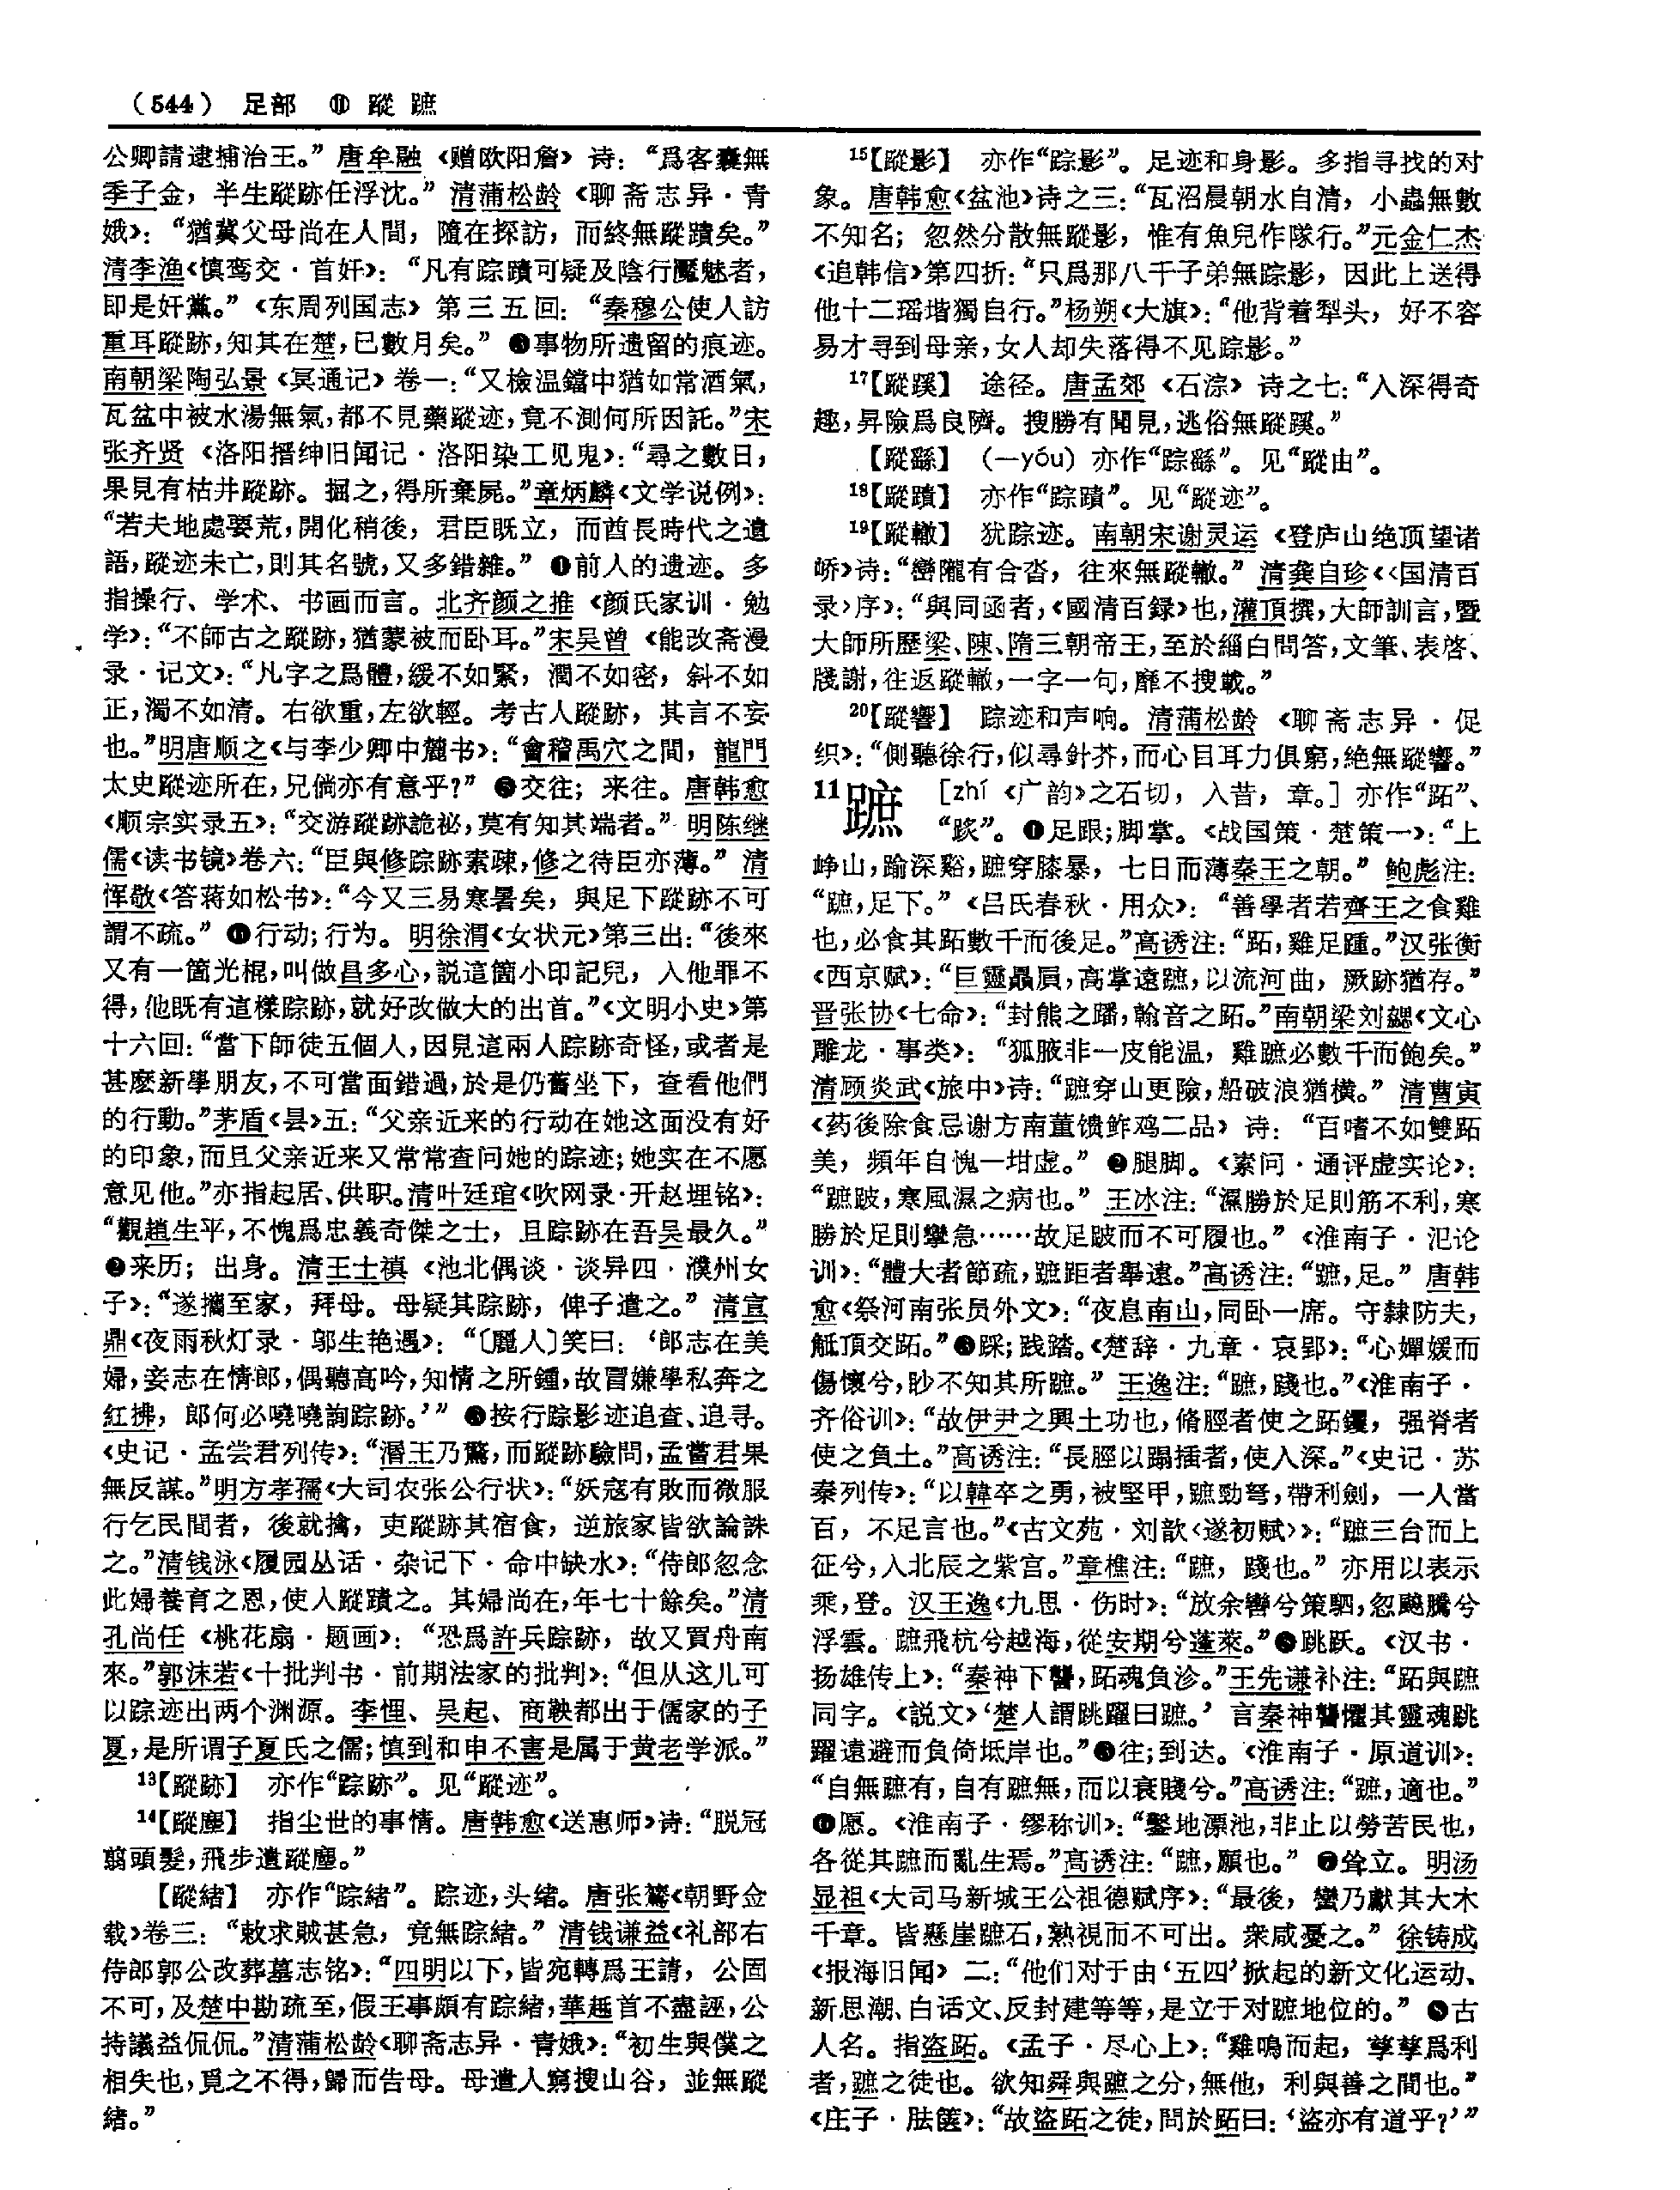 （544） 足部 ⑪ 蹤 蹠
公卿請逮捕治王。”唐牟融《赠欧阳詹》诗：“爲客囊無
季子金，半生蹤跡任浮沈。”清蒲松龄《聊斋志异·青
娥》：“猶冀父母尚在人間，隨在探訪，而終無蹤蹟矣。”
清李渔《慎鸾交·首奸》：“凡有踪蹟可疑及陰行魘魅者，
即是奸黨。”《东周列国志》第三五回：“秦穆公使人訪
重耳蹤跡，知其在楚，已數月矣。”❸事物所遗留的痕迹。
南朝梁陶弘景《冥通记》卷一：“又檢温鐺中猶如常酒氣，
瓦盆中被水湯無氣，都不見藥蹤迹，竟不測何所因託。”宋
张齐贤《洛阳搢绅旧闻记·洛阳染工见鬼》：“尋之數日，
果見有枯井蹤跡。掘之，得所棄屍。”章炳麟《文学说例》：
“若夫地處要荒，開化稍後，君臣既立，而酋長時代之遺
語，蹤迹未亡，則其名號，又多錯雜。”❹前人的遗迹。多
指操行、学术、书画而言。北齐颜之推《颜氏家训·勉
学》：“不師古之蹤跡，猶蒙被而卧耳。”宋吴曾《能改斋漫
录·记文》：“凡字之爲體，緩不如緊，濶不如密，斜不如
正，濁不如清。右欲重，左欲輕。考古人蹤跡，其言不妄
也。”明唐顺之《与李少卿中麓书》：“會稽禹穴之間，龍門
太史蹤迹所在，兄倘亦有意乎？”❺交往；来往。唐韩愈
《顺宗实录五》：“交游蹤跡詭祕，莫有知其端者。”明陈继
儒《读书镜》卷六：“臣與修踪跡素疎，修之待臣亦薄。”清
恽敬《答蒋如松书》：“今又三易寒暑矣，與足下蹤跡不可
謂不疏。”❻行动；行为。明徐渭《女状元》第三出：“後來
又有一箇光棍，叫做昌多心，説這箇小印記兒，入他罪不
得，他既有這樣踪跡，就好改做大的出首。”《文明小史》第
十六回：“當下師徒五個人，因見這兩人踪跡奇怪，或者是
甚麽新學朋友，不可當面錯過，於是仍舊坐下，查看他們
的行動。”茅盾《昙》五：“父亲近来的行动在她这面没有好
的印象，而且父亲近来又常常查问她的踪迹；她实在不愿
意见他。”亦指起居、供职。清叶廷琯《吹网录·开赵埋铭》：
“觀趙生平，不愧爲忠義奇傑之士，且踪跡在吾吴最久。”
❼来历；出身。清王士禛《池北偶谈·谈异四·濮州女
子》：“遂攜至家，拜母。母疑其踪跡，俾子遣之。”清宣
鼎《夜雨秋灯录·邬生艳遇》：“〔麗人〕笑曰：‘郎志在美
婦，妾志在情郎，偶聽高吟，知情之所鍾，故冒嫌學私奔之
紅拂，郎何必嘵嘵詢踪跡。’”❽按行踪影迹追查、追寻。
《史记·孟尝君列传》：“湣王乃驚，而蹤跡驗問，孟嘗君果
無反謀。”明方孝孺《大司农张公行状》：“妖寇有敗而微服
行乞民間者，後就擒，吏蹤跡其宿食，逆旅家皆欲論誅
之。”清钱泳《履园丛话·杂记下·命中缺水》：“侍郎忽念
此婦養育之恩，使人蹤蹟之。其婦尚在，年七十餘矣。”清
孔尚任《桃花扇·题画》：“恐爲許兵踪跡，故又買舟南
來。”郭沫若《十批判书·前期法家的批判》：“但从这儿可
以踪迹出两个渊源。李悝、吴起、商鞅都出于儒家的子
夏，是所谓子夏氏之儒；慎到和申不害是属于黄老学派。”
¹³【蹤跡】 亦作“踪跡”。见“蹤迹”。
¹⁴【蹤塵】 指尘世的事情。唐韩愈《送惠师》诗：“脱冠
翦頭髮，飛步遺蹤塵。”
【蹤緒】 亦作“踪緒”。踪迹，头绪。唐张鷟《朝野佥
载》卷三：“敕求賊甚急，竟無踪緒。”清钱谦益《礼部右
侍郎郭公改葬墓志铭》：“四明以下，皆宛轉爲王請，公固
不可，及楚中勘疏至，假王事頗有踪緒，華趆首不盡誣，公
持議益侃侃。”清蒲松龄《聊斋志异·青娥》：“初生與僕之
相失也，覓之不得，歸而告母。母遣人窮搜山谷，並無蹤
緒。”
¹⁵【蹤影】 亦作“踪影”。足迹和身影。多指寻找的对
象。唐韩愈《盆池》诗之三：“瓦沼晨朝水自清，小蟲無數
不知名；忽然分散無蹤影，惟有魚兒作隊行。”元金仁杰
《追韩信》第四折：“只爲那八千子弟無踪影，因此上送得
他十二瑶堦獨自行。”杨朔《大旗》：“他背着犁头，好不容
易才寻到母亲，女人却失落得不见踪影。”
¹⁷【蹤蹊】 途径。唐孟郊《石淙》诗之七：“入深得奇
趣，昇險爲良隮。搜勝有聞見，逃俗無蹤蹊。”
【蹤繇】 （—yóu）亦作“踪繇”。见“蹤由”。
¹⁸【蹤蹟】 亦作“踪蹟”。见“蹤迹”。
¹⁹【蹤轍】 犹踪迹。南朝宋谢灵运《登庐山绝顶望诸
峤》诗：“巒隴有合沓，往來無蹤轍。”清龚自珍《〈国清百
录〉序》：“與同函者，《國清百録》也，灌頂撰，大師訓言，暨
大師所歷梁、陳、隋三朝帝王，至於緇白問答，文筆、表啓、
牋謝，往返蹤轍，一字一句，靡不搜載。”
²⁰【蹤響】 踪迹和声响。清蒲松龄《聊斋志异·促
织》：“側聽徐行，似尋針芥，而心目耳力俱窮，絶無蹤響。”
11蹠 ［zhí 《广韵》之石切，入昔，章。］亦作“跖”、
“䠦”。❶足跟；脚掌。《战国策·楚策一》：“上
峥山，踰深谿，蹠穿膝暴，七日而薄秦王之朝。”鲍彪注：
“蹠，足下。”《吕氏春秋·用众》：“善學者若齊王之食雞
也，必食其跖數千而後足。”高诱注：“跖，雞足踵。”汉张衡
《西京赋》：“巨靈贔屓，高掌遠蹠，以流河曲，厥跡猶存。”
晋张协《七命》：“封熊之蹯，翰音之跖。”南朝梁刘勰《文心
雕龙·事类》：“狐腋非一皮能温，雞蹠必數千而飽矣。”
清顾炎武《旅中》诗：“蹠穿山更險，船破浪猶横。”清曹寅
《药後除食忌谢方南董馈鲊鸡二品》诗：“百嗜不如雙跖
美，頻年自愧一坩虚。”❷腿脚。《素问·通评虚实论》：
“蹠跛，寒風濕之病也。”王冰注：“濕勝於足則筋不利，寒
勝於足則攣急……故足跛而不可履也。”《淮南子·氾论
训》：“體大者節疏，蹠距者舉遠。”高诱注：“蹠，足。”唐韩
愈《祭河南张员外文》：“夜息南山，同卧一席。守隸防夫，
觝頂交跖。”❸踩；践踏。《楚辞·九章·哀郢》：“心嬋媛而
傷懷兮，眇不知其所蹠。”王逸注：“蹠，踐也。”《淮南子·
齐俗训》：“故伊尹之興土功也，脩脛者使之跖钁，强脊者
使之負土。”高诱注：“長脛以蹋插者，使入深。”《史记·苏
秦列传》：“以韓卒之勇，被堅甲，蹠勁弩，帶利劍，一人當
百，不足言也。”《古文苑·刘歆〈遂初赋〉》：“蹠三台而上
征兮，入北辰之紫宫。”章樵注：“蹠，踐也。”亦用以表示
乘，登。汉王逸《九思·伤时》：“放余轡兮策駟，忽飈騰兮
浮雲。蹠飛杭兮越海，從安期兮蓬萊。”❹跳跃。《汉书·
扬雄传上》：“秦神下讋，跖魂負沴。”王先谦补注：“跖與蹠
同字。《説文》‘楚人謂跳躍曰蹠。’言秦神讋懼其靈魂跳
躍遠避而負倚坻岸也。”❺往；到达。《淮南子·原道训》：
“自無蹠有，自有蹠無，而以衰賤兮。”高诱注：“蹠，適也。”
❻愿。《淮南子·缪称训》：“鑿地漂池，非止以勞苦民也，
各從其蹠而亂生焉。”高诱注：“蹠，願也。”❼耸立。明汤
显祖《大司马新城王公祖德赋序》：“最後，蠻乃獻其大木
千章。皆懸崖蹠石，熟視而不可出。衆咸憂之。”徐铸成
《报海旧闻》二：“他们对于由‘五四’掀起的新文化运动、
新思潮、白话文、反封建等等，是立于对蹠地位的。”❽古
人名。指盗跖。《孟子·尽心上》：“雞鳴而起，孳孳爲利
者，蹠之徒也。欲知舜與蹠之分，無他，利與善之間也。”
《庄子·胠箧》：“故盜跖之徒，問於跖曰：‘盜亦有道乎？’”